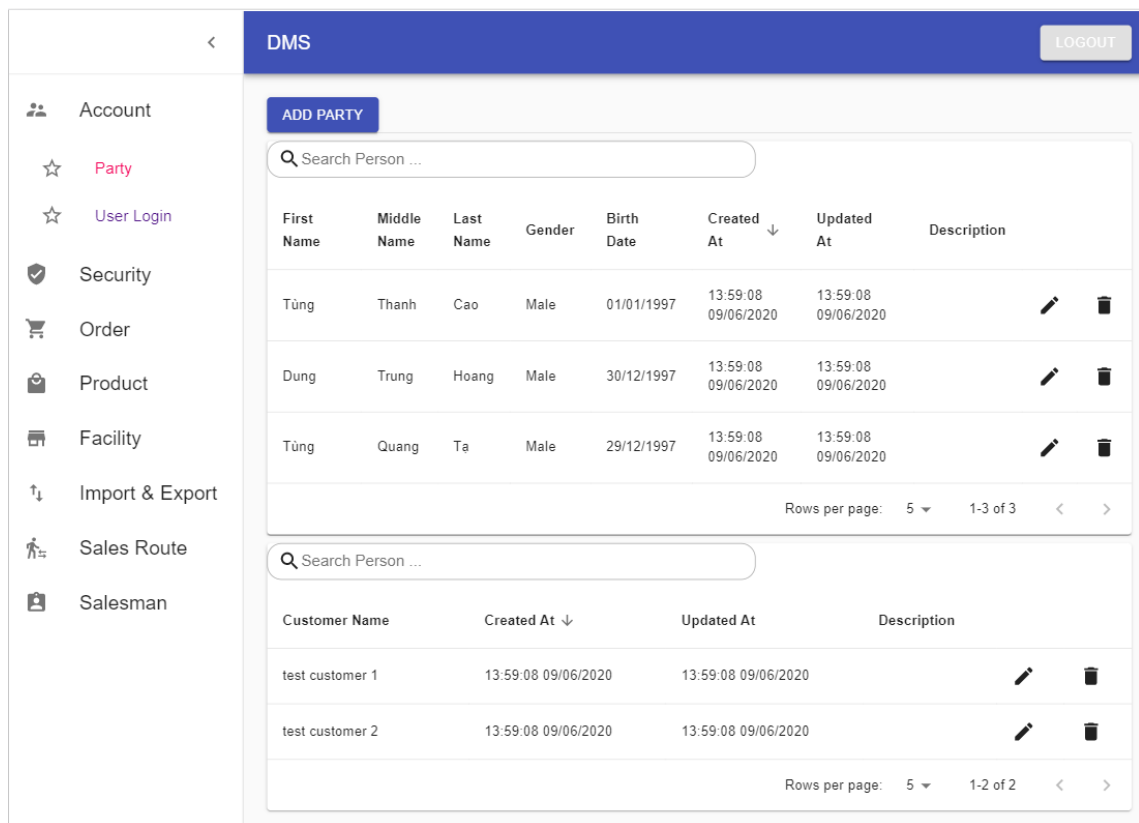 DMS
LOGOUT
Account
Party
User Login
Security
Order
Product
Facility
Import & Export
Sales Route
Salesman
ADD PARTY
Search Person ...
First Name Middle Name Last Name Gender Birth Date Created At Updated At Description
Tùng Thanh Cao Male 01/01/1997 13:59:08 09/06/2020 13:59:08 09/06/2020
Dung Trung Hoang Male 30/12/1997 13:59:08 09/06/2020 13:59:08 09/06/2020
Tùng Quang Tạ Male 29/12/1997 13:59:08 09/06/2020 13:59:08 09/06/2020
Rows per page: 5 1-3 of 3
Search Person ...
Customer Name Created At Updated At Description
test customer 1 13:59:08 09/06/2020 13:59:08 09/06/2020
test customer 2 13:59:08 09/06/2020 13:59:08 09/06/2020
Rows per page: 5 1-2 of 2